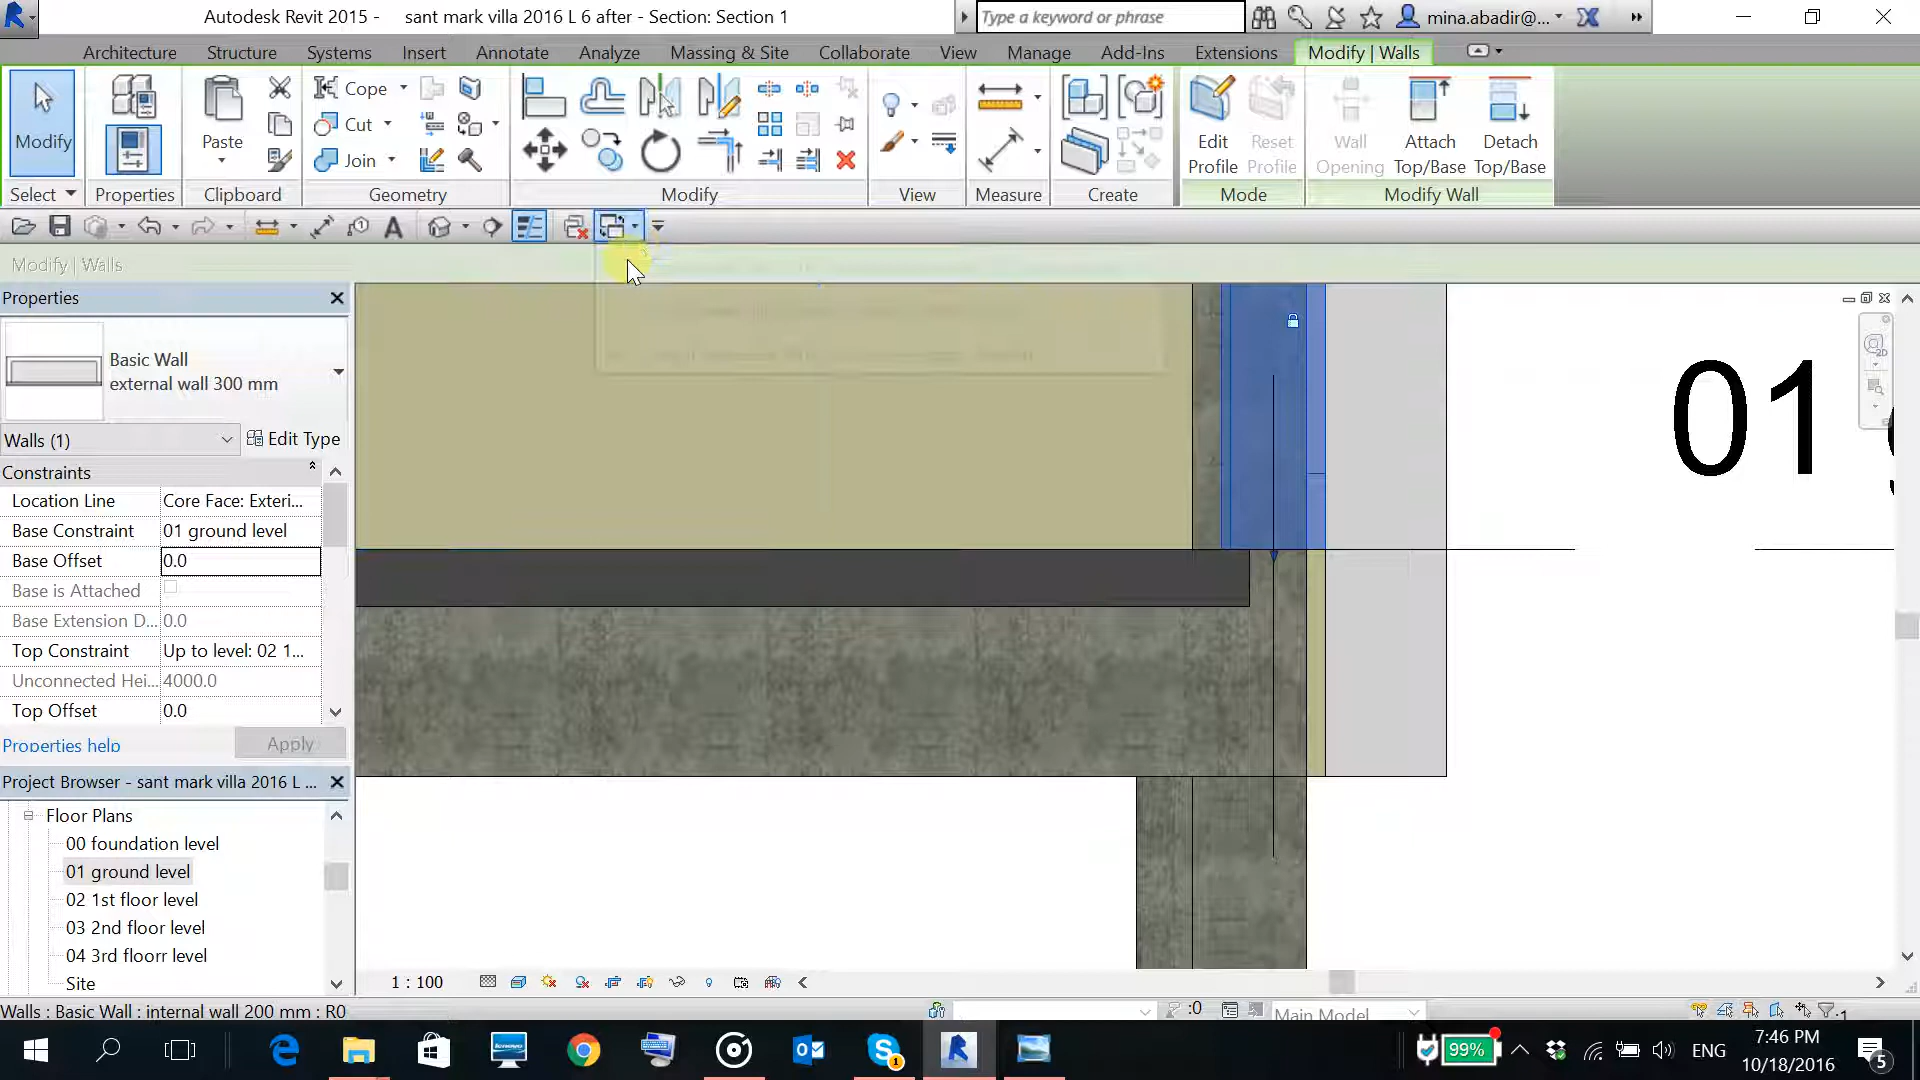 Autodesk Revit 2015 - sant mark villa 2016 L 6 after - Section: Section 1
Type a keyword or phrase
mina.abadir@...
Architecture Structure Systems Insert Annotate Analyze Massing & Site Collaborate View Manage Add-Ins Extensions Modify | Walls
Modify
Paste
Cope
Cut
Join
Edit Profile
Reset Profile
Wall Opening
Attach Top/Base
Detach Top/Base
Select Properties Clipboard Geometry Modify View Measure Create Mode Modify Wall
Modify | Walls
Properties
Basic Wall
external wall 300 mm
Walls (1) Edit Type
Constraints
Location Line Core Face: Exteri...
Base Constraint 01 ground level
Base Offset 0.0
Base is Attached
Base Extension D... 0.0
Top Constraint Up to level: 02 1...
Unconnected Hei... 4000.0
Top Offset 0.0
Properties help Apply
Project Browser - sant mark villa 2016 L ...
Floor Plans
00 foundation level
01 ground level
02 1st floor level
03 2nd floor level
04 3rd floorr level
Site
01
1 : 100
Walls : Basic Wall : internal wall 200 mm : R0
:0
Main Model
:1
99%
ENG
7:46 PM
10/18/2016
5
1
lenovo